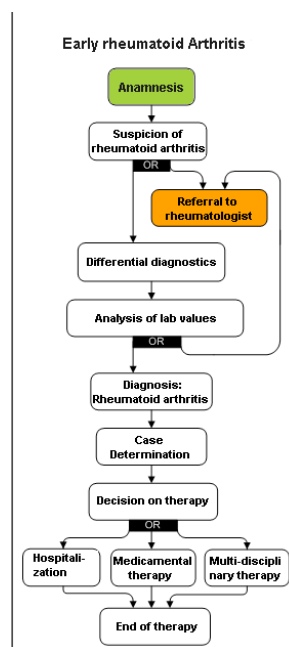 Early rheumatoid Arthritis
Anamnesis
Suspicion of
rheumatoid arthritis
OR
Referral to
rheumatologist
Differential diagnostics
Analysis of lab values
OR
Diagnosis:
Rheumatoid arthritis
Case
Determination
Decision on therapy
OR
Hospitali-
zation
Medicamental
therapy
Multi-discipli
nary therapy
End of therapy